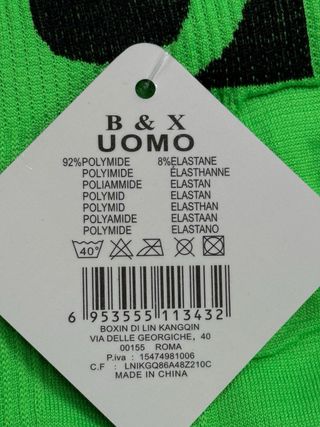 B & X
UOMO
92%POLYMIDE 8%ELASTANE
POLYIMIDE ÉLASTHANNE
POLIAMMIDE ELASTAN
POLYMID ELASTAN
POLYMID ELASTHAN
POLYAMIDE ELASTAAN
POLYMIDE ELASTANO
40°
6 953555 113432
BOXIN DI LIN KANGQIN
VIA DELLE GEORGICHE, 40
00155 ROMA
P.iva : 15474981006
C.F : LNIKGQ86A48Z210C
MADE IN CHINA